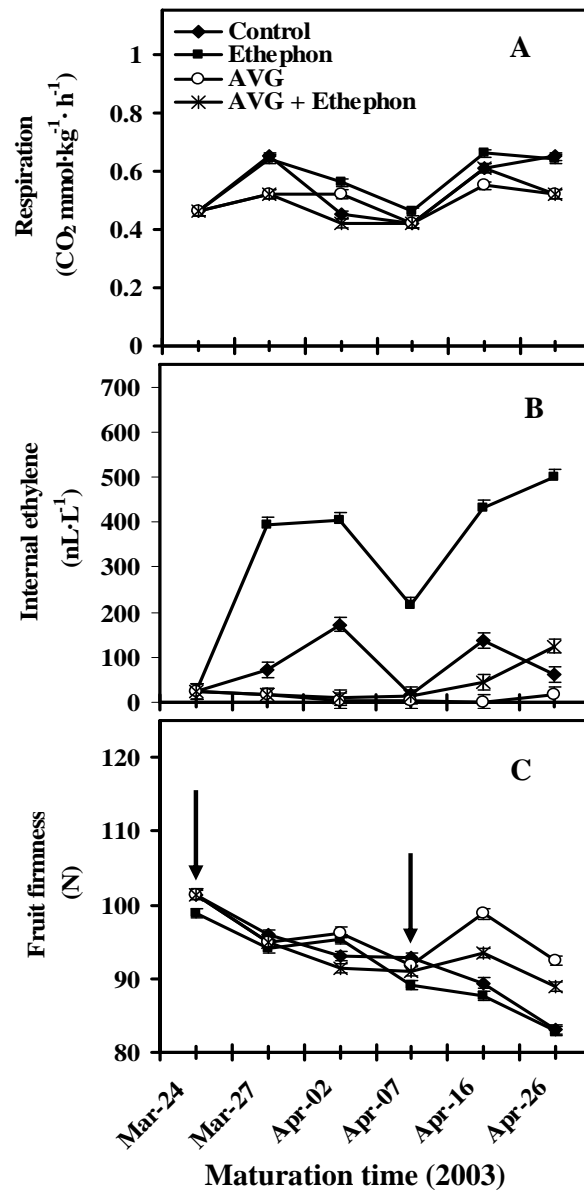 Control
Ethephon
AVG
AVG + Ethephon
A
1
0.8
0.6
0.4
0.2
0
Respiration
(CO₂ mmol·kg⁻¹· h⁻¹)
B
700
600
500
400
300
200
100
0
Internal ethylene
(nL·L⁻¹)
C
120
110
100
90
80
Fruit firmness
(N)
Mar-24
Mar-27
Apr-02
Apr-07
Apr-16
Apr-26
Maturation time (2003)